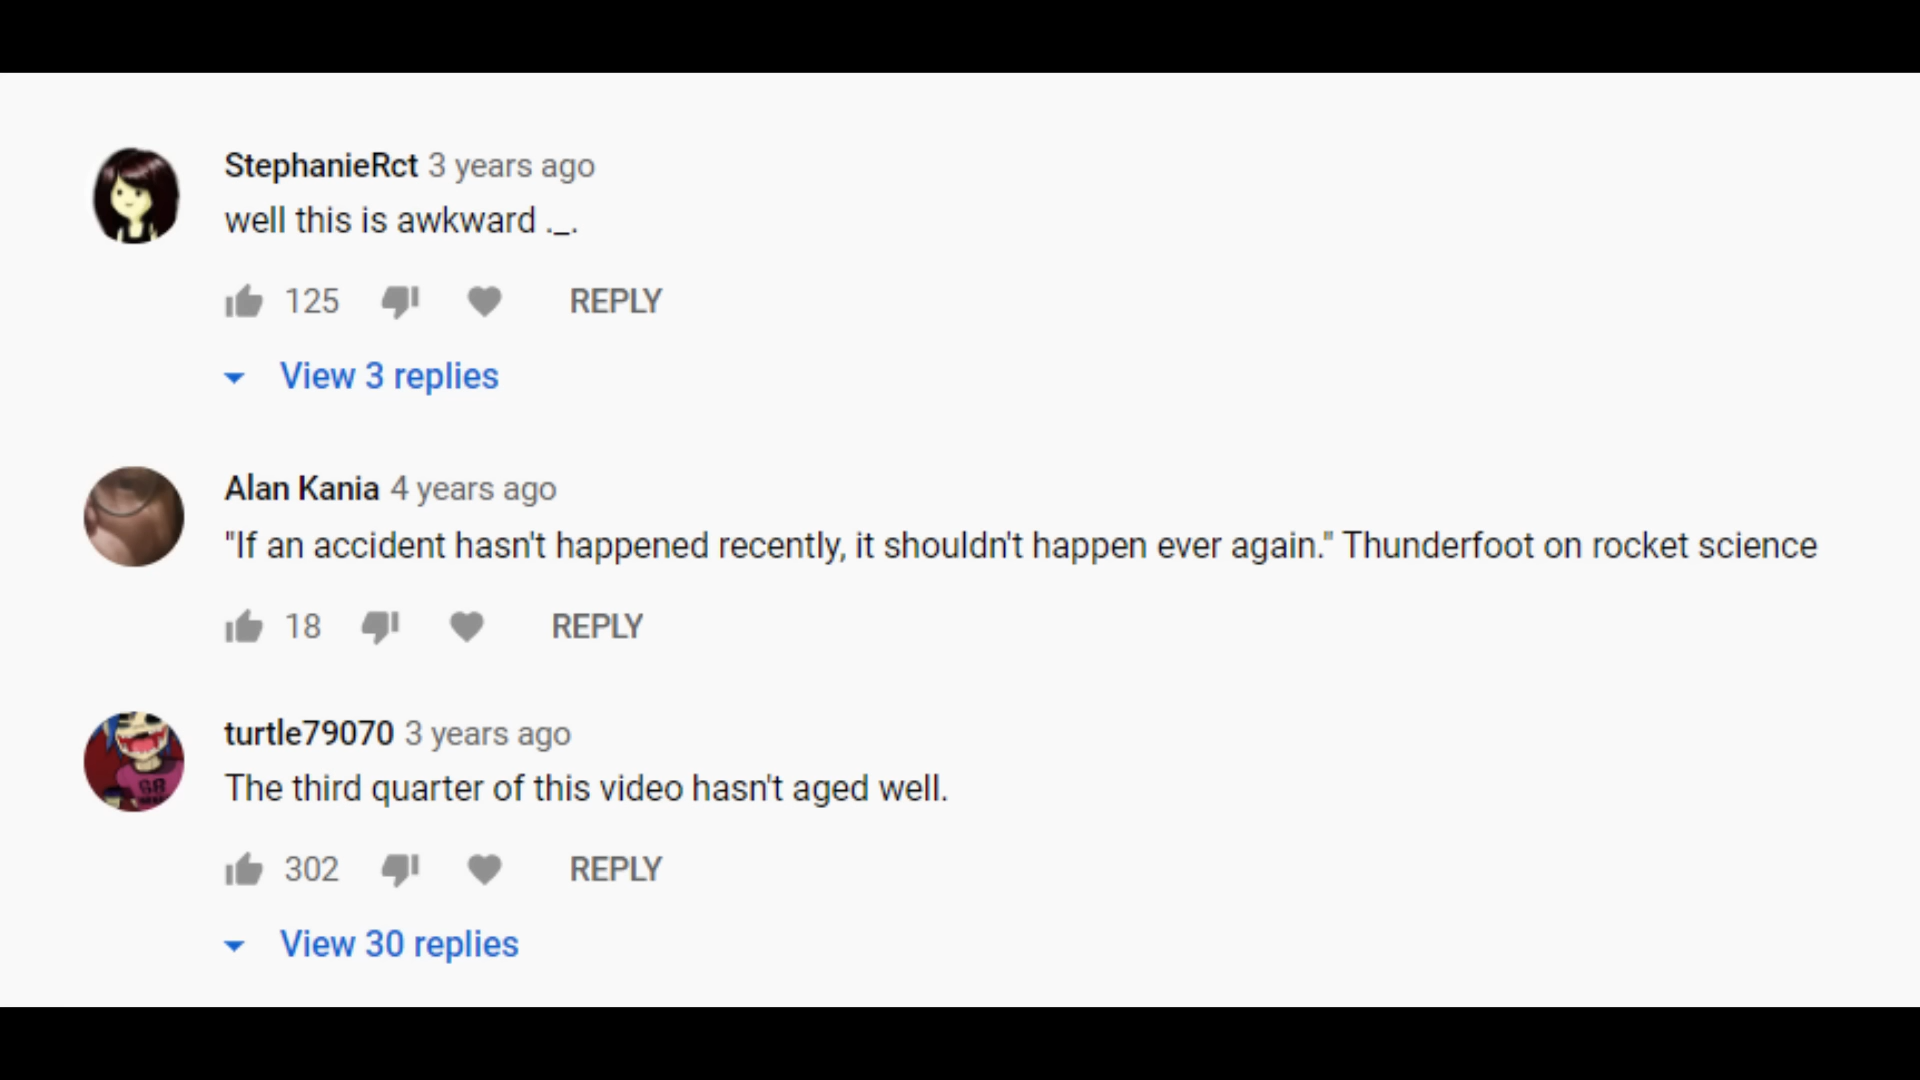 StephanieRct 3 years ago
well this is awkward ._.
125 REPLY
View 3 replies
Alan Kania 4 years ago
"If an accident hasn't happened recently, it shouldn't happen ever again." Thunderfoot on rocket science
18 REPLY
turtle79070 3 years ago
The third quarter of this video hasn't aged well.
302 REPLY
View 30 replies